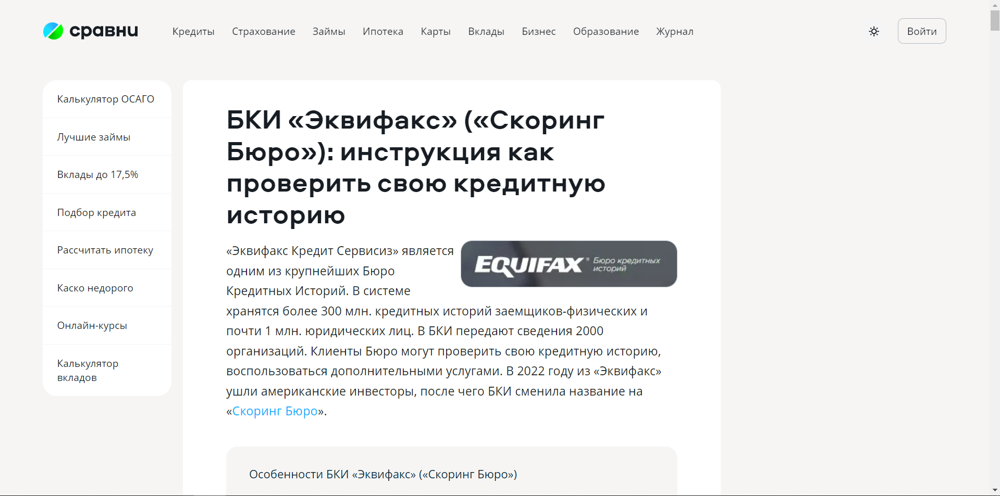 сравни
Кредиты Страхование Займы Ипотека Карты Вклады Бизнес Образование Журнал
Войти
Калькулятор ОСАГО
Лучшие займы
Вклады до 17,5%
Подбор кредита
Рассчитать ипотеку
Каско недорого
Онлайн-курсы
Калькулятор
вкладов
БКИ «Эквифакс» («Скоринг
Бюро»): инструкция как
проверить свою кредитную
историю
EQUIFAX® Бюро кредитных
историй
«Эквифакс Кредит Сервисиз» является
одним из крупнейших Бюро
Кредитных Историй. В системе
хранятся более 300 млн. кредитных историй заемщиков-физических и
почти 1 млн. юридических лиц. В БКИ передают сведения 2000
организаций. Клиенты Бюро могут проверить свою кредитную историю,
воспользоваться дополнительными услугами. В 2022 году из «Эквифакс»
ушли американские инвесторы, после чего БКИ сменила название на
«Скоринг Бюро».
Особенности БКИ «Эквифакс» («Скоринг Бюро»)